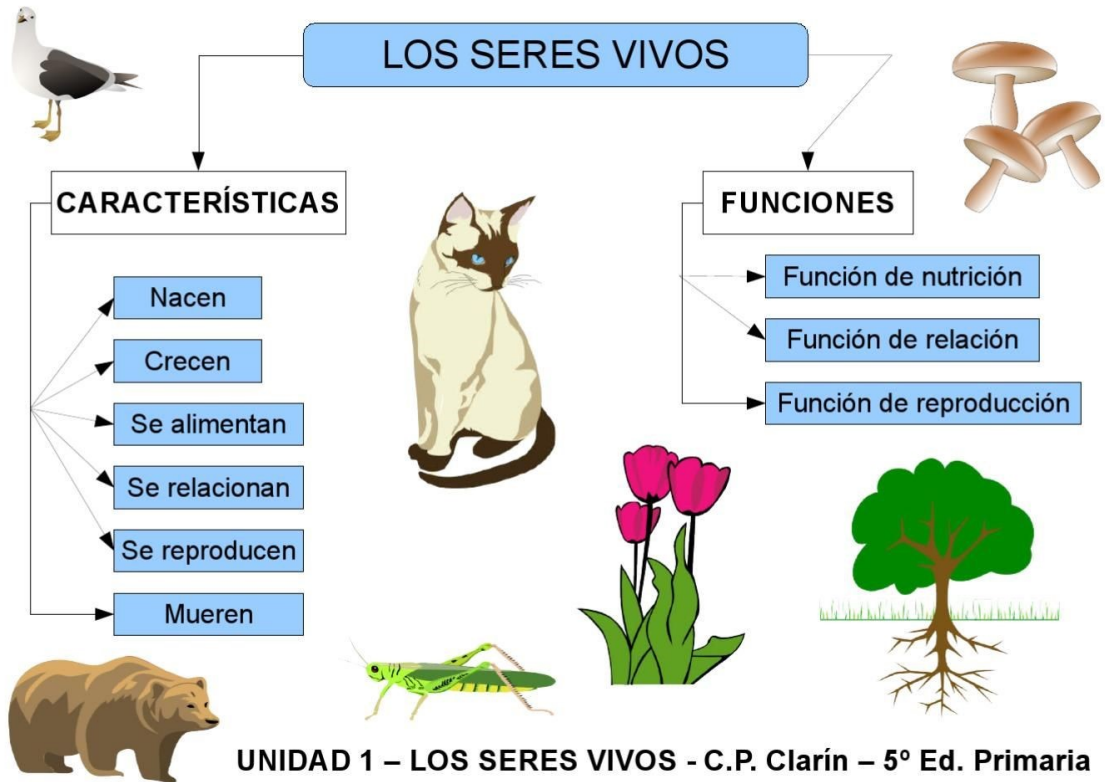 LOS SERES VIVOS
CARACTERÍSTICAS
Nacen
Crecen
Se alimentan
Se relacionan
Se reproducen
Mueren
FUNCIONES
Función de nutrición
Función de relación
Función de reproducción
UNIDAD 1 – LOS SERES VIVOS - C.P. Clarín – 5º Ed. Primaria